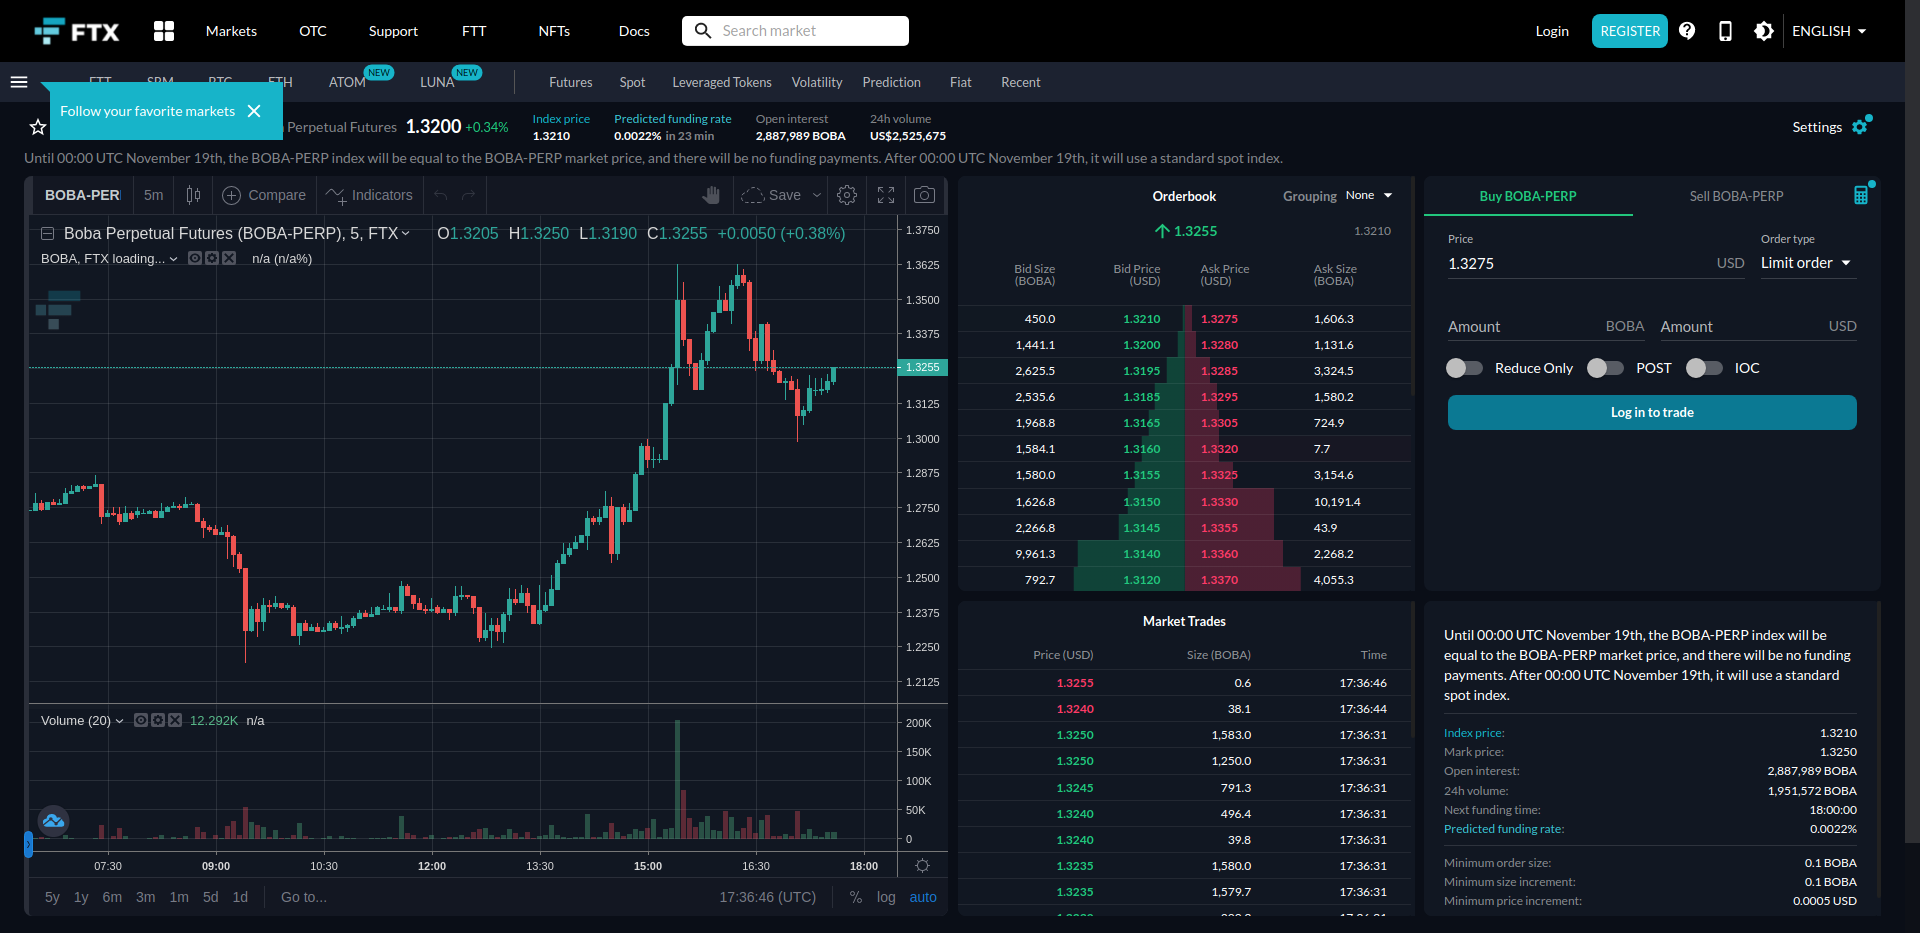 FTX Markets OTC Support FTT NFTs Docs Search market Login REGISTER ENGLISH
ATOM NEW LUNA NEW Futures Spot Leveraged Tokens Volatility Prediction Fiat Recent
Follow your favorite markets
Perpetual Futures 1.3200 +0.34%
Index price
1.3210
Predicted funding rate
0.0022% in 23 min
Open interest
2,887,989 BOBA
24h volume
US$2,525,675
Settings
Until 00:00 UTC November 19th, the BOBA-PERP index will be equal to the BOBA-PERP market price, and there will be no funding payments. After 00:00 UTC November 19th, it will use a standard spot index.
BOBA-PER 5m Compare Indicators Save
Boba Perpetual Futures (BOBA-PERP), 5, FTX O1.3205 H1.3250 L1.3190 C1.3255 +0.0050 (+0.38%)
BOBA, FTX loading... n/a (n/a%)
1.3750
1.3625
1.3500
1.3375
1.3255
1.3125
1.3000
1.2875
1.2750
1.2625
1.2500
1.2375
1.2250
1.2125
Volume (20) 12.292K n/a
200K
150K
100K
50K
0
07:30 09:00 10:30 12:00 13:30 15:00 16:30 18:00
5y 1y 6m 3m 1m 5d 1d Go to... 17:36:46 (UTC) % log auto
Orderbook Grouping None
1.3255 1.3210
Bid Size (BOBA) Bid Price (USD) Ask Price (USD) Ask Size (BOBA)
450.0 1.3210 1.3275 1,606.3
1,441.1 1.3200 1.3280 1,131.6
2,625.5 1.3195 1.3285 3,324.5
2,535.6 1.3185 1.3295 1,580.2
1,968.8 1.3165 1.3305 724.9
1,584.1 1.3160 1.3320 7.7
1,580.0 1.3155 1.3325 3,154.6
1,626.8 1.3150 1.3330 10,191.4
2,266.8 1.3145 1.3355 43.9
9,961.3 1.3140 1.3360 2,268.2
792.7 1.3120 1.3370 4,055.3
Market Trades
Price (USD) Size (BOBA) Time
1.3255 0.6 17:36:46
1.3240 38.1 17:36:44
1.3250 1,583.0 17:36:31
1.3250 1,250.0 17:36:31
1.3245 791.3 17:36:31
1.3240 496.4 17:36:31
1.3240 39.8 17:36:31
1.3235 1,580.0 17:36:31
1.3235 1,579.7 17:36:31
Buy BOBA-PERP Sell BOBA-PERP
Price Order type
1.3275 USD Limit order
Amount BOBA Amount USD
Reduce Only POST IOC
Log in to trade
Until 00:00 UTC November 19th, the BOBA-PERP index will be
equal to the BOBA-PERP market price, and there will be no funding
payments. After 00:00 UTC November 19th, it will use a standard
spot index.
Index price: 1.3210
Mark price: 1.3250
Open interest: 2,887,989 BOBA
24h volume: 1,951,572 BOBA
Next funding time: 18:00:00
Predicted funding rate: 0.0022%
Minimum order size: 0.1 BOBA
Minimum size increment: 0.1 BOBA
Minimum price increment: 0.0005 USD